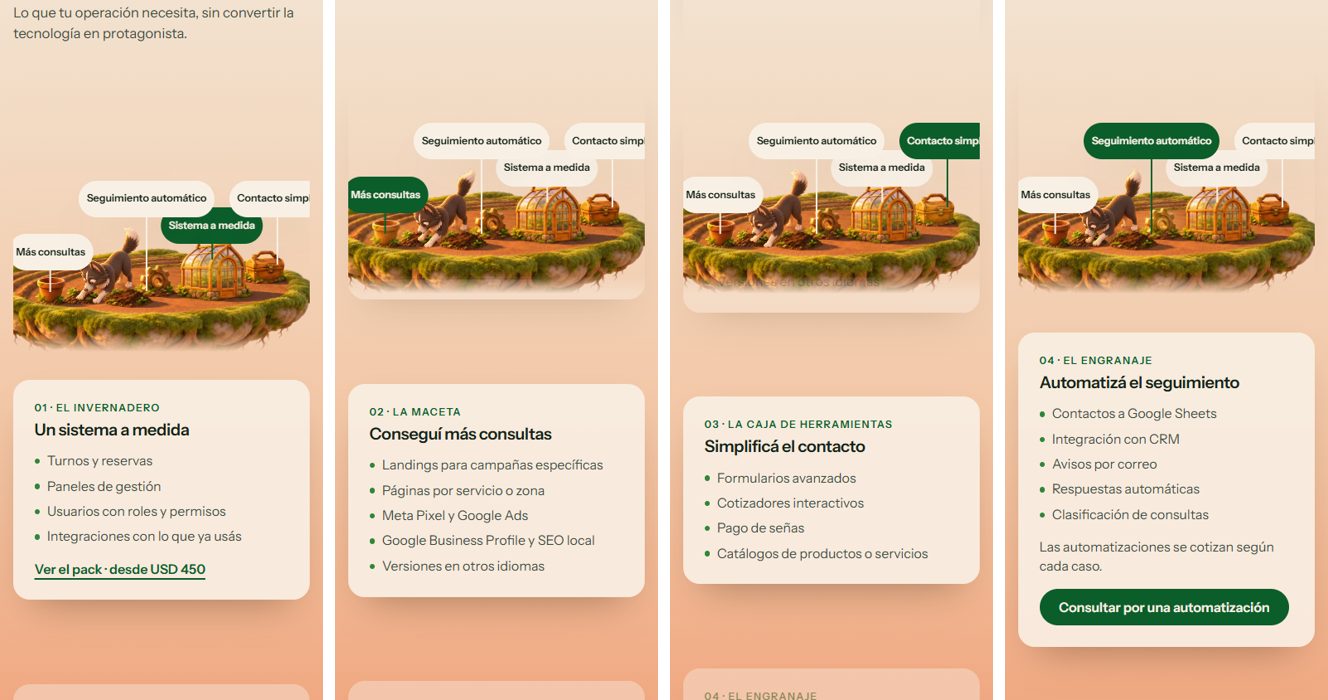 Lo que tu operación necesita, sin convertir la
tecnología en protagonista.
Seguimiento automático
Contacto simpl
Sistema a medida
Más consultas
01 · EL INVERNADERO
Un sistema a medida
Turnos y reservas
Paneles de gestión
Usuarios con roles y permisos
Integraciones con lo que ya usás
Ver el pack · desde USD 450
Seguimiento automático
Contacto simpl
Sistema a medida
Más consultas
02 · LA MACETA
Conseguí más consultas
Landings para campañas específicas
Páginas por servicio o zona
Meta Pixel y Google Ads
Google Business Profile y SEO local
Versiones en otros idiomas
Seguimiento automático
Contacto simpl
Sistema a medida
Más consultas
Versiones en otros idiomas
03 · LA CAJA DE HERRAMIENTAS
Simplificá el contacto
Formularios avanzados
Cotizadores interactivos
Pago de señas
Catálogos de productos o servicios
04 · EL ENGRANAJE
Seguimiento automático
Contacto simpl
Sistema a medida
Más consultas
04 · EL ENGRANAJE
Automatizá el seguimiento
Contactos a Google Sheets
Integración con CRM
Avisos por correo
Respuestas automáticas
Clasificación de consultas
Las automatizaciones se cotizan según
cada caso.
Consultar por una automatización